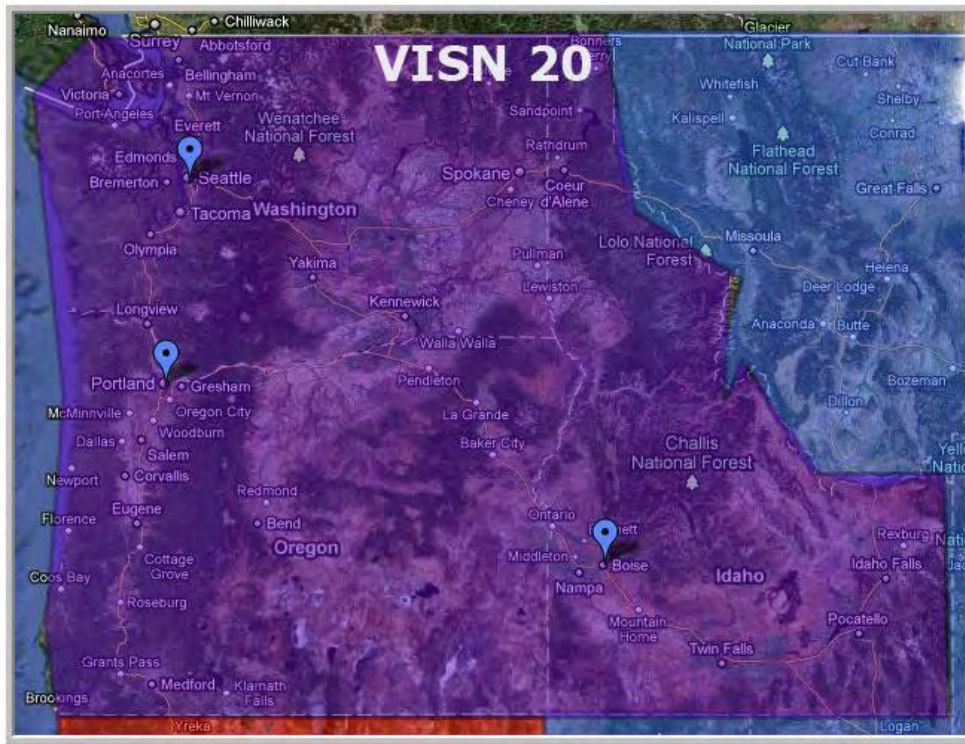 Chilliwack
Nanaimo
Surrey
Abbotsford
Glacier
National Park
VISN 20
Bonners
Cut Bank
Anacortes
Bellingham
Whitefish
Victoria
Mt Vernon
Shelby
Port Angeles
Sandpoint
Kalispell
Everett
Wenatchee
National Forest
Conrad
Flathead
National Forest
Edmonds
Rathdrum
Bremerton
Seattle
Spokane
Coeur
d'Alene
Cheney
Great Falls
Tacoma
Washington
Olympia
Lolo National
Forest
Missoula
Pullman
Yakima
Helena
Lewiston
Deer Lodge
Longview
Kennewick
Anaconda
Butte
Walla Walla
Portland
Gresham
Pendleton
Bozeman
McMinnville
Oregon City
La Grande
Dillon
Woodburn
Dallas
Salem
Baker City
Challis
National Forest
Corvallis
Newport
Redmond
Eugene
Florence
Bend
Ontario
Rexburg
Oregon
Middleton
Boise
Idaho
Idaho Falls
Cottage
Grove
Nampa
Coos Bay
Roseburg
Mountain
Home
Pocatello
Twin Falls
Grants Pass
Medford
Klamath
Falls
Brookings
Yreka
Logan